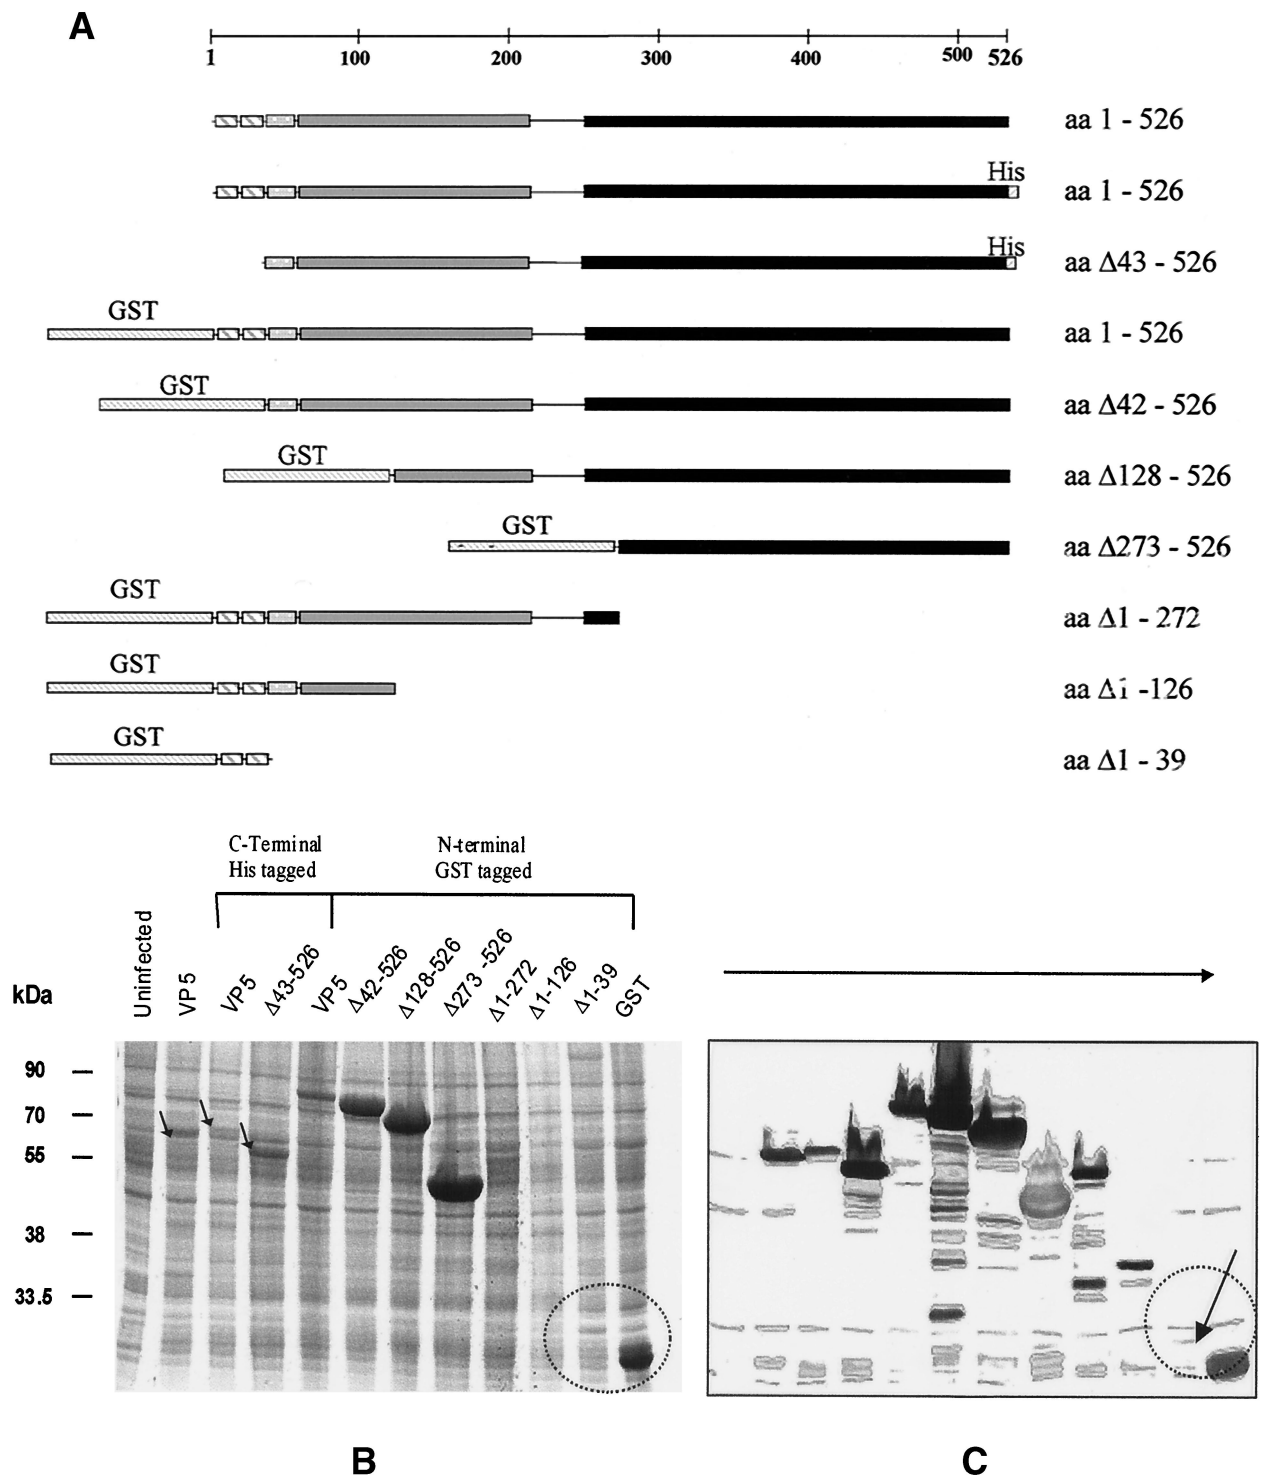 A
1 100 200 300 400 500 526
aa 1 - 526
His
aa 1 - 526
His
aa Δ43 - 526
GST
aa 1 - 526
GST
aa Δ42 - 526
GST
aa Δ128 - 526
GST
aa Δ273 - 526
GST
aa Δ1 - 272
GST
aa Δ1 -126
GST
aa Δ1 - 39
C-Terminal
His tagged
N-terminal
GST tagged
Uninfected
VP5
VP5
Δ43-526
VP5
Δ42-526
Δ128-526
Δ273 -526
Δ1-272
Δ1-126
Δ1-39
GST
kDa
90
70
55
38
33.5
B
C